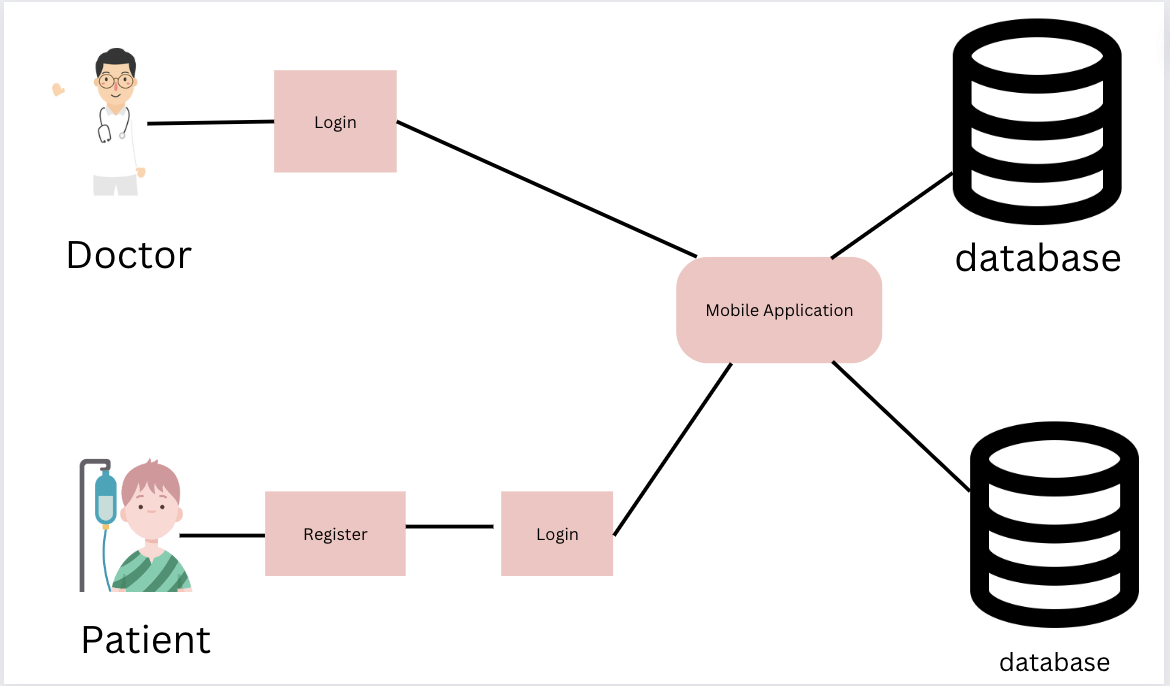 Login
Doctor
database
Mobile Application
Register
Login
Patient
database